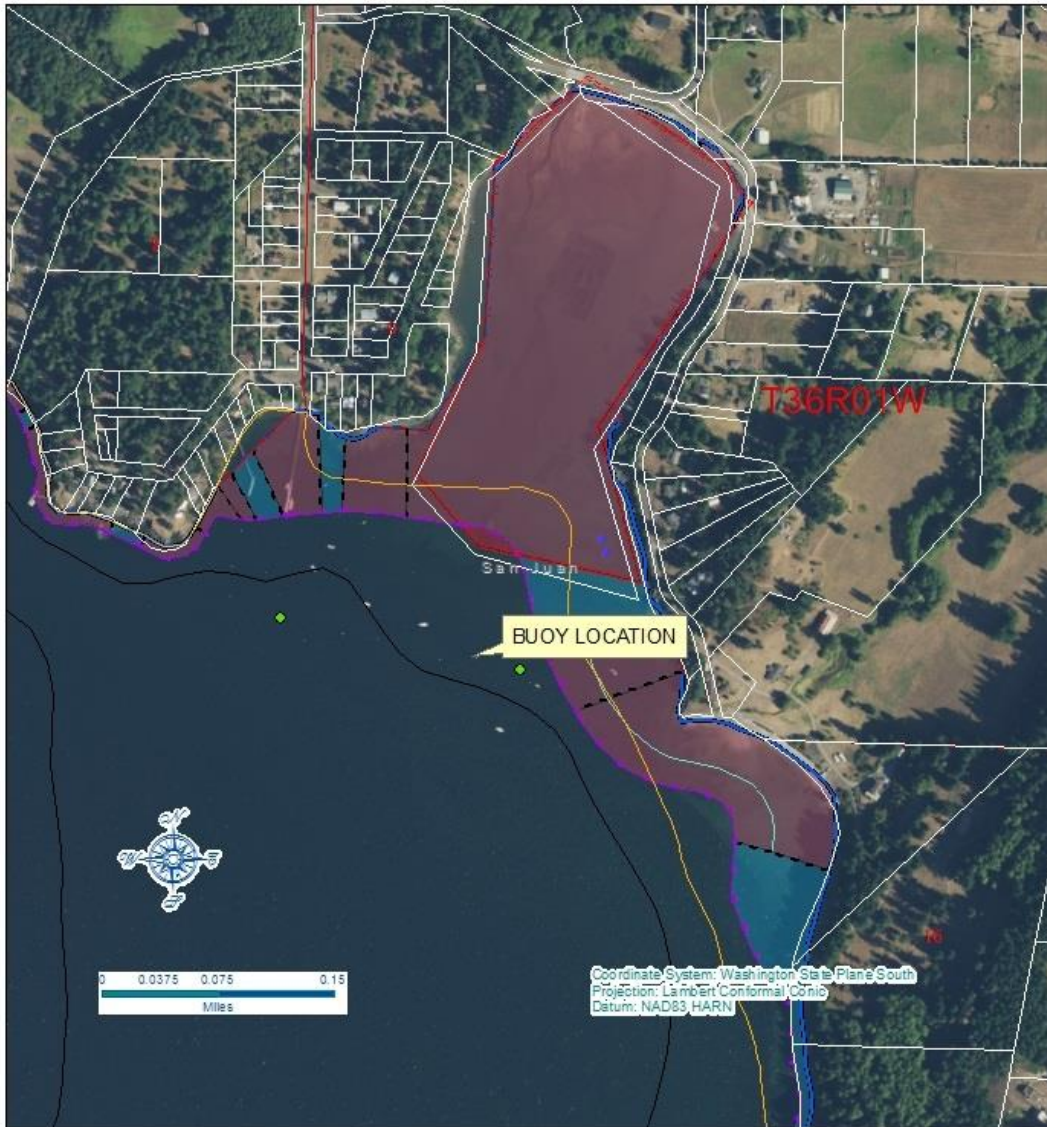 T36R01W
San Juan
BUOY LOCATION
N
W E
S
16
0 0.0375 0.075 0.15
Miles
Coordinate System: Washington State Plane South
Projection: Lambert Conformal Conic
Datum: NAD83 HARN